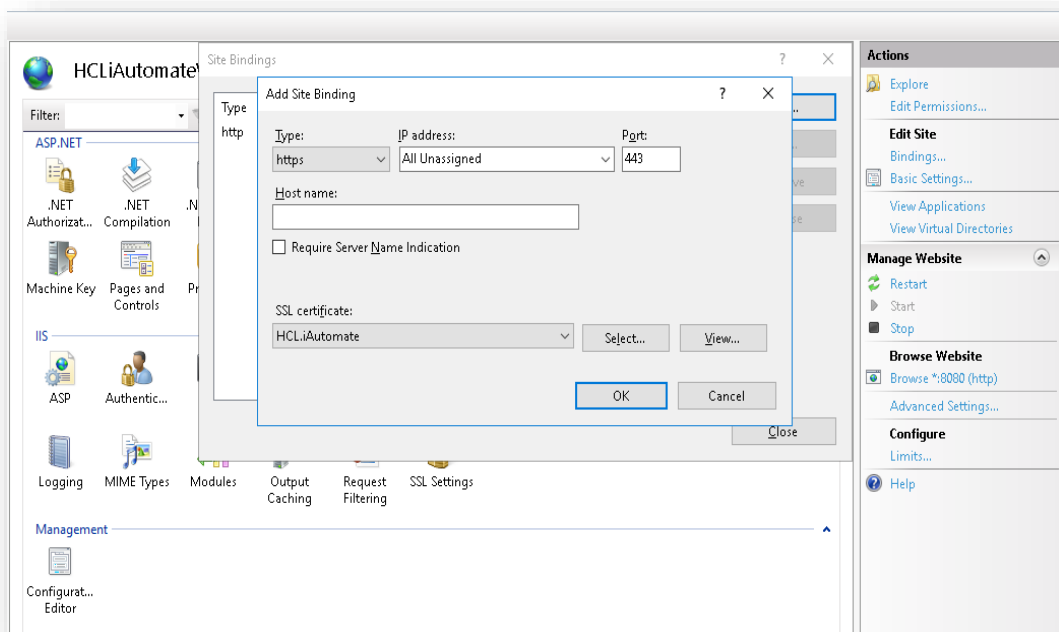 HCLiAutomate
Filter:
ASP.NET
.NET
Authorizat...
.NET
Compilation
.N
Machine Key
Pages and
Controls
Pr
IIS
ASP
Authentic...
Logging
MIME Types
Modules
Output
Caching
Request
Filtering
SSL Settings
Management
Configurat...
Editor
Site Bindings
?
Type
http
...
ve
se
Close
Add Site Binding
?
Type:
IP address:
Port:
https
All Unassigned
443
Host name:
Require Server Name Indication
SSL certificate:
HCL.iAutomate
Select...
View...
OK
Cancel
Actions
Explore
Edit Permissions...
Edit Site
Bindings...
Basic Settings...
View Applications
View Virtual Directories
Manage Website
Restart
Start
Stop
Browse Website
Browse *:8080 (http)
Advanced Settings...
Configure
Limits...
Help